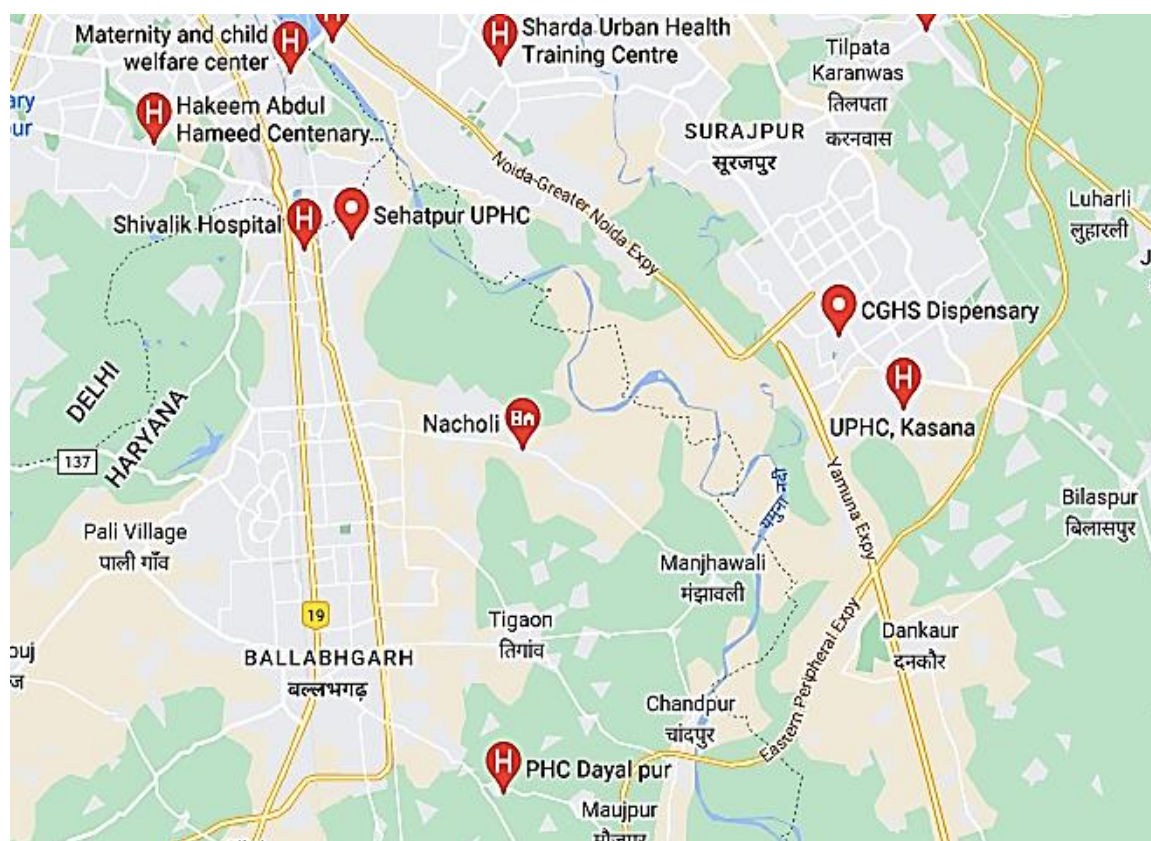 Maternity and child
welfare center
Sharda Urban Health
Training Centre
Tilpata
Karanwas
तिलपता
करनवास
Hakeem Abdul
Hameed Centenary...
SURAJPUR
सूरजपुर
Noida-Greater Noida Expy
Luharli
लुहारली
Shivalik Hospital
Sehatpur UPHC
CGHS Dispensary
DELHI
HARYANA
137
Nacholi
UPHC, Kasana
Yamuna Expy
यमुना नदी
Bilaspur
बिलासपुर
Pali Village
पाली गाँव
Manjhawali
मंझावली
19
Tigaon
तिगांव
Dankaur
दनकौर
BALLABHGARH
बल्लभगढ़
Chandpur
चांदपुर
Eastern Peripheral Expy
PHC Dayal pur
Maujpur